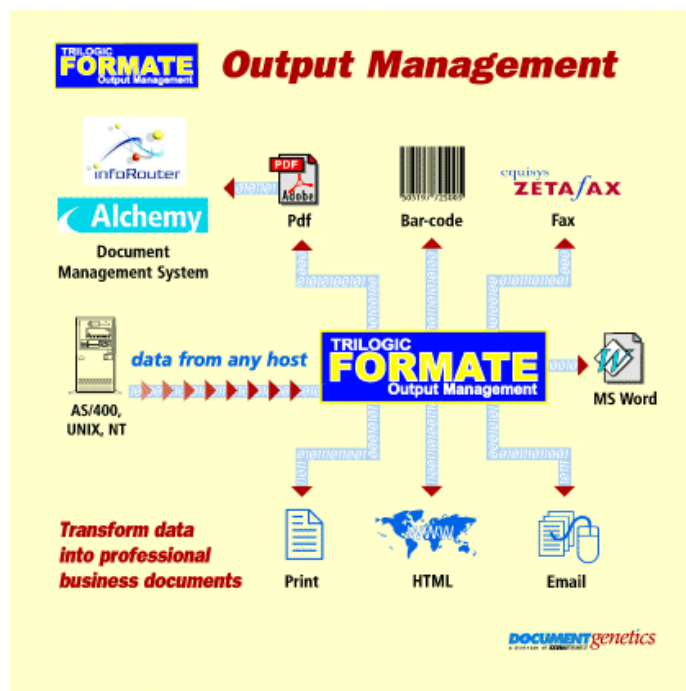 TRILOGIC
FORMATE
Output Management
Output Management
infoRouter
Alchemy
Document
Management System
PDF
Adobe
Pdf
Bar-code
equisys
ZETAFAX
Fax
data from any host
AS/400,
UNIX, NT
TRILOGIC
FORMATE
Output Management
W
MS Word
Transform data
into professional
business documents
Print
WWW
HTML
Email
DOCUMENTgenetics